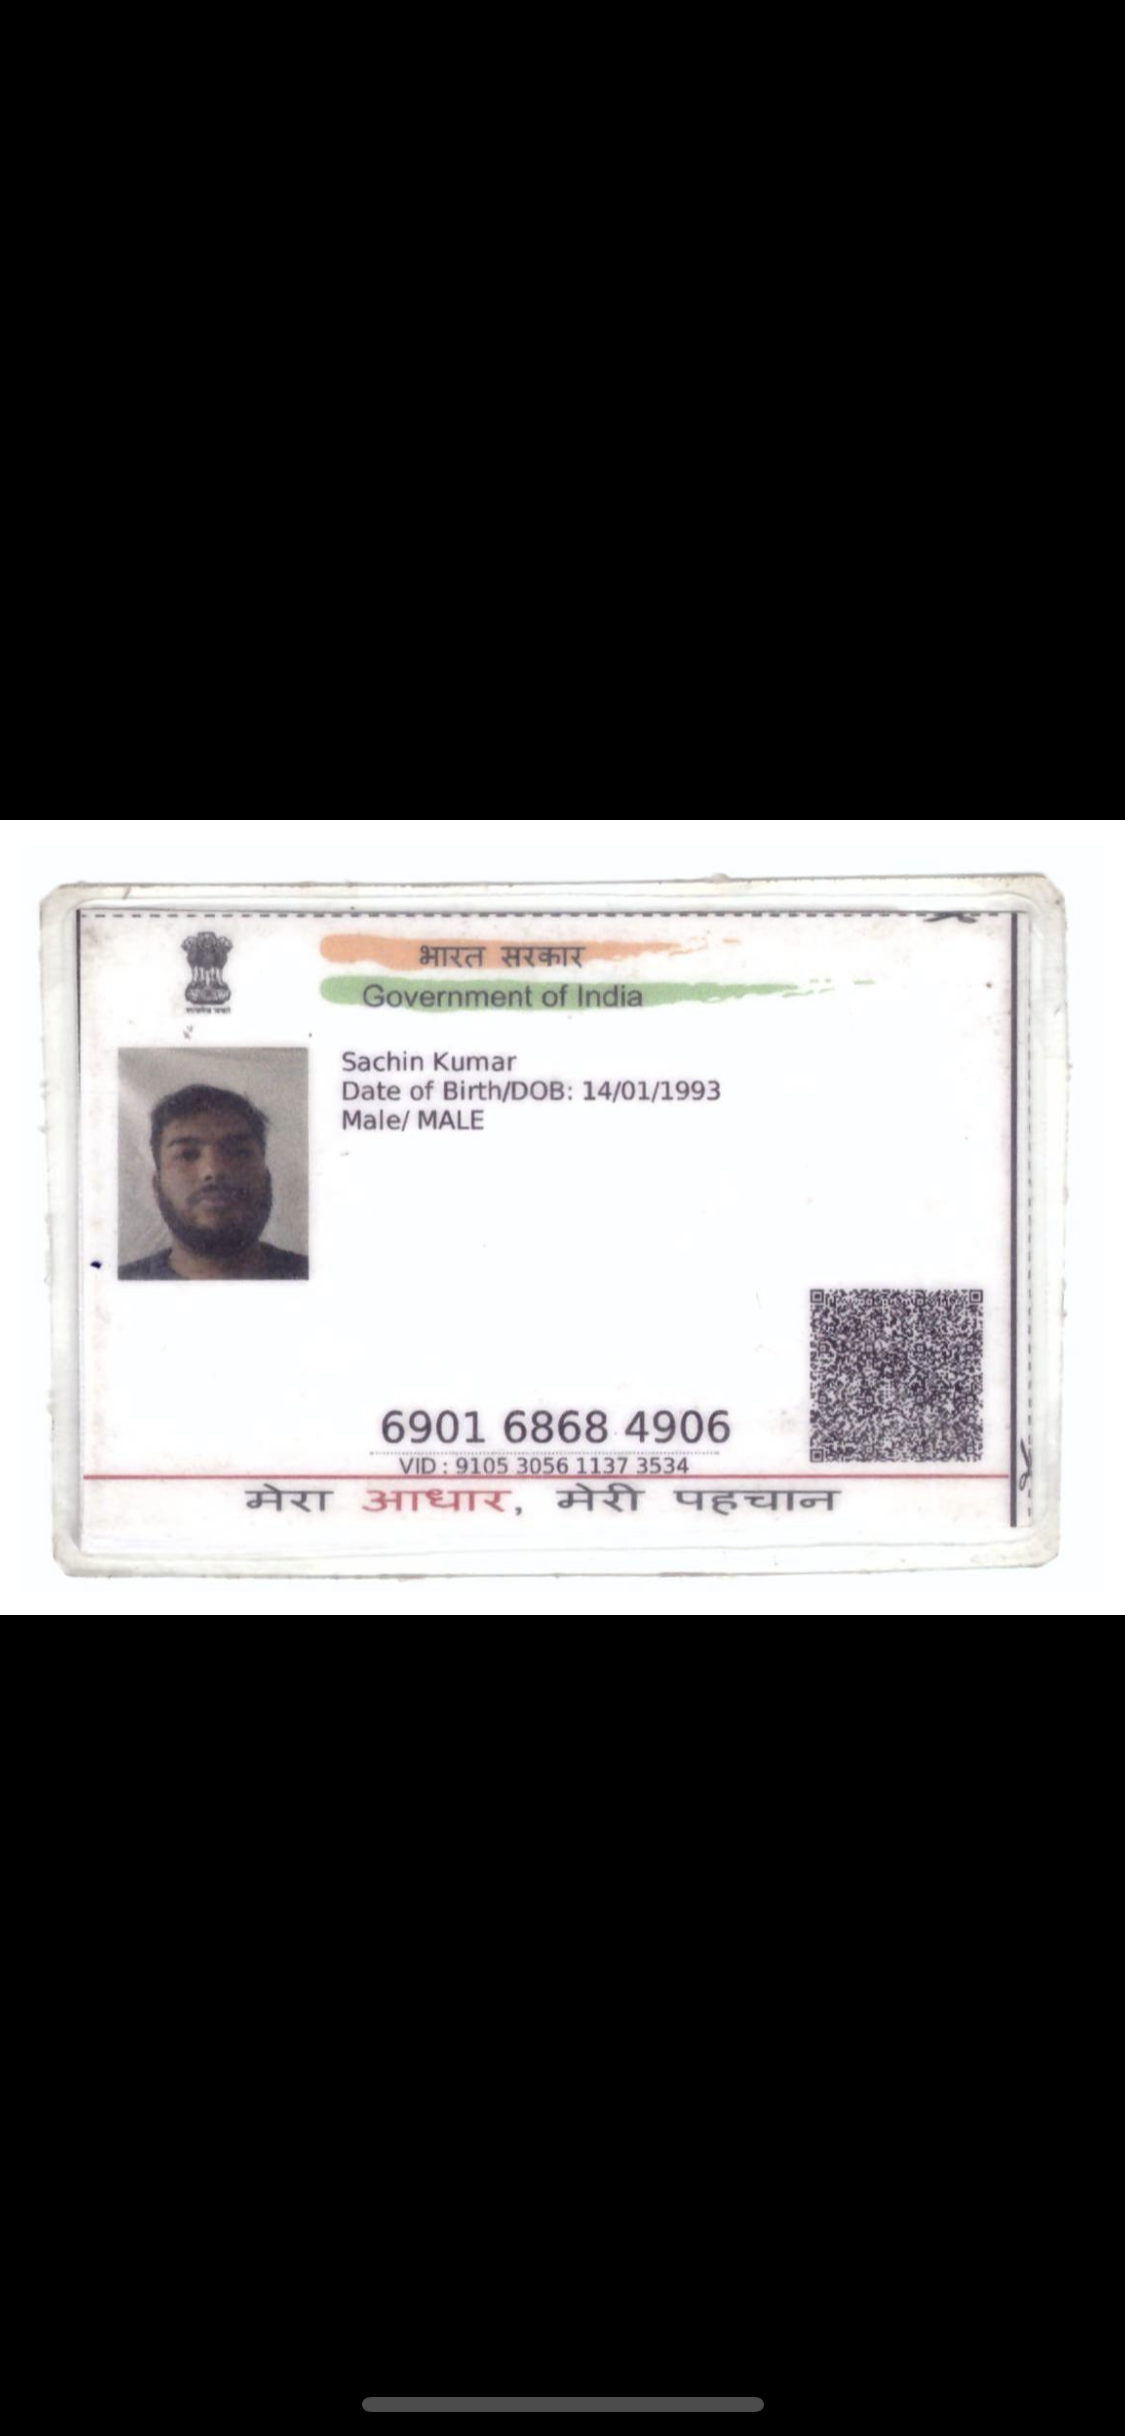 भारत सरकार
Government of India
Sachin Kumar
Date of Birth/DOB: 14/01/1993
Male/ MALE
6901 6868 4906
VID : 9105 3056 1137 3534
मेरा आधार, मेरी पहचान